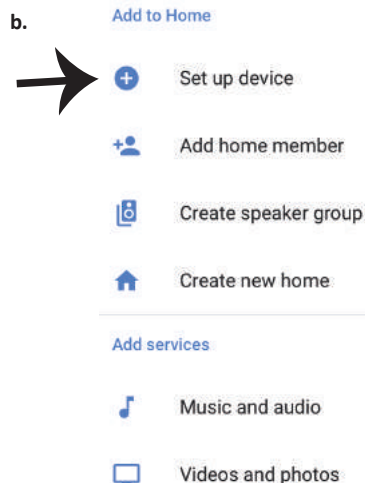 b.
Add to Home
Set up device
Add home member
Create speaker group
Create new home
Add services
Music and audio
Videos and photos